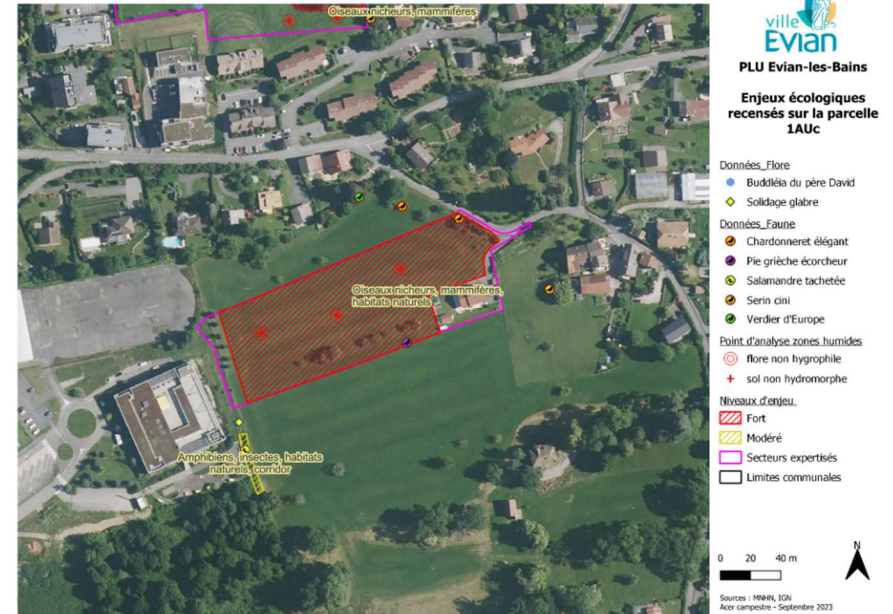 Oiseaux nicheurs, mammifères
Oiseaux nicheurs, mammifères,
habitats naturels
Amphibiens, insectes, habitats
naturels, corridor
ville
Evian
PLU Evian-les-Bains
Enjeux écologiques
recensés sur la parcelle
1AUc
Données_Flore
Buddléia du père David
Solidage glabre
Données_Faune
Chardonneret élégant
Pie grièche écorcheur
Salamandre tachetée
Serin cini
Verdier d'Europe
Point d'analyse zones humides
flore non hygrophile
sol non hydromorphe
Niveaux d'enjeu
Fort
Modéré
Secteurs expertisés
Limites communales
0 20 40 m
N
Sources : MNHN, IGN
Acer campestre - Septembre 2023